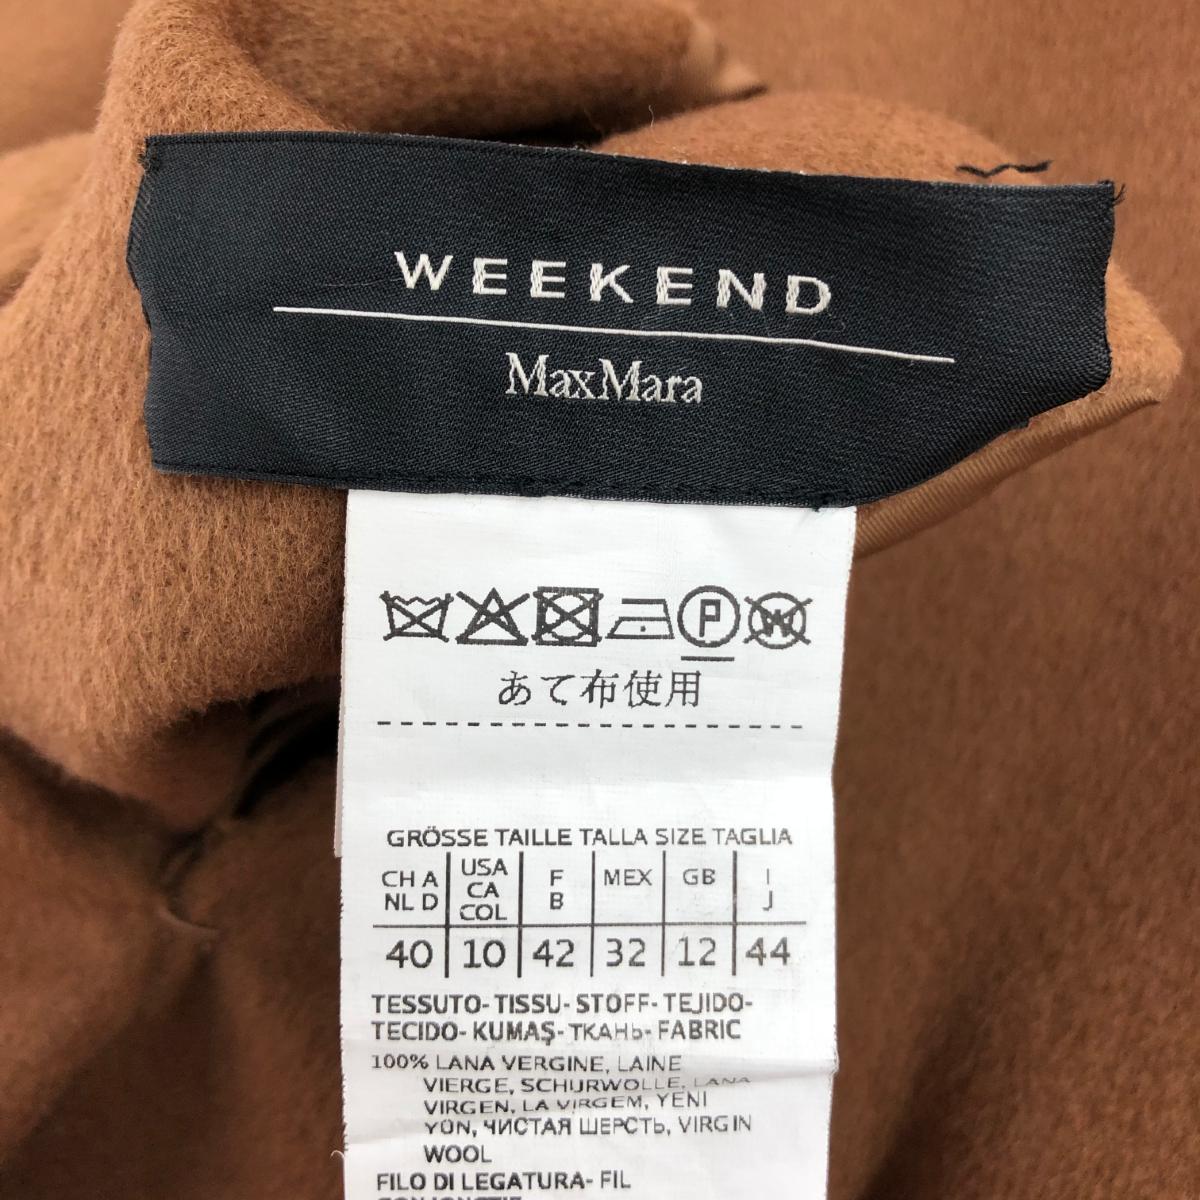 WEEKEND
MaxMara
P W
あて布使用
GRÖSSE TAILLE TALLA SIZE TAGLIA
CH A NL D USA CA COL F B MEX GB I J
40 10 42 32 12 44
TESSUTO- TISSU- STOFF- TEJIDO-
TECIDO- KUMAŞ- ТКАНЬ- FABRIC
100% LANA VERGINE, LAINE
VIERGE, SCHURWOLLE, LANA
VIRGEN, LA VIRGEM, YENI
YÜN, ЧИСТАЯ ШЕРСТЬ, VIRGIN
WOOL
FILO DI LEGATURA- FIL